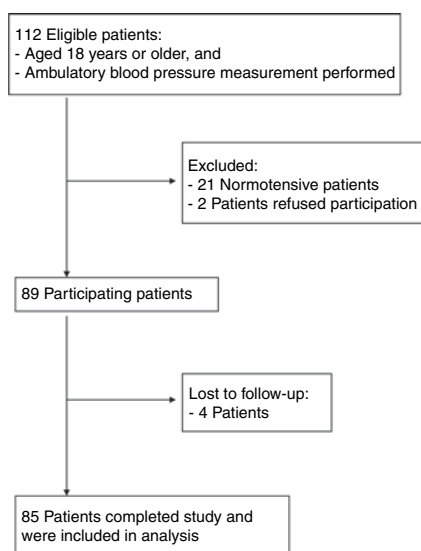 112 Eligible patients:
- Aged 18 years or older, and
- Ambulatory blood pressure measurement performed
Excluded:
- 21 Normotensive patients
- 2 Patients refused participation
89 Participating patients
Lost to follow-up:
- 4 Patients
85 Patients completed study and
were included in analysis